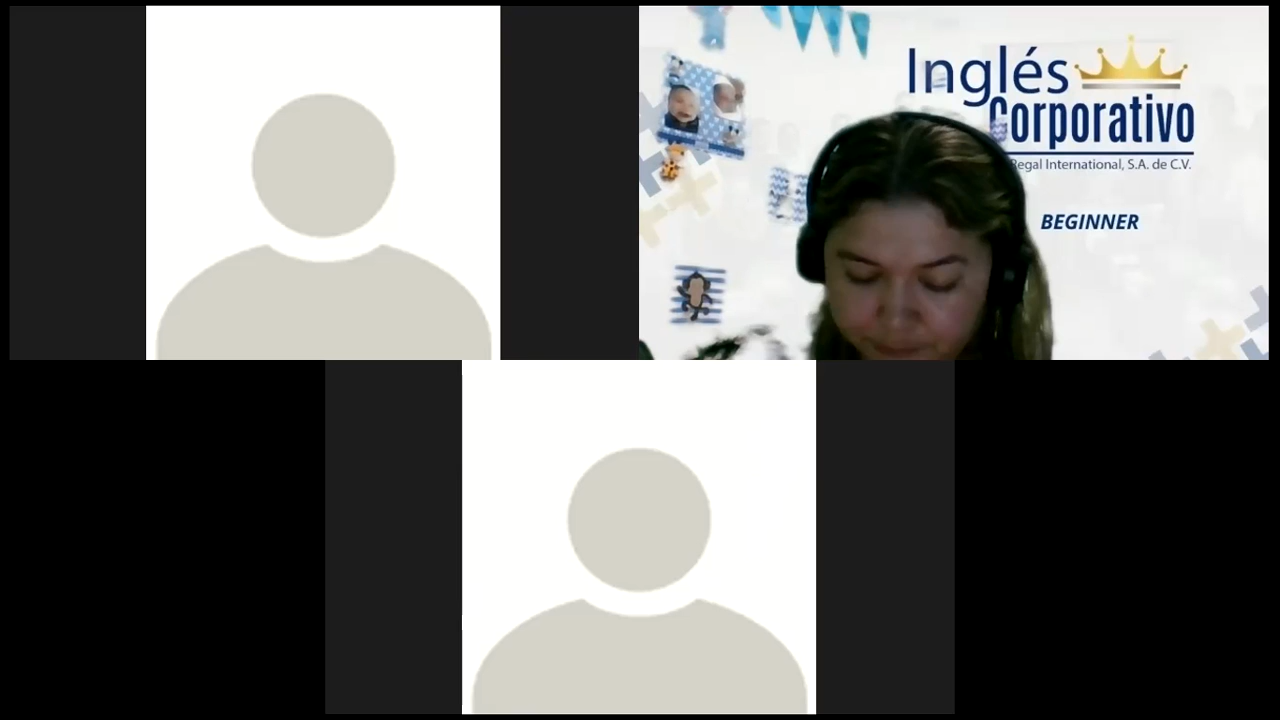 Inglés
Corporativo
Regal International, S.A. de C.V.
BEGINNER